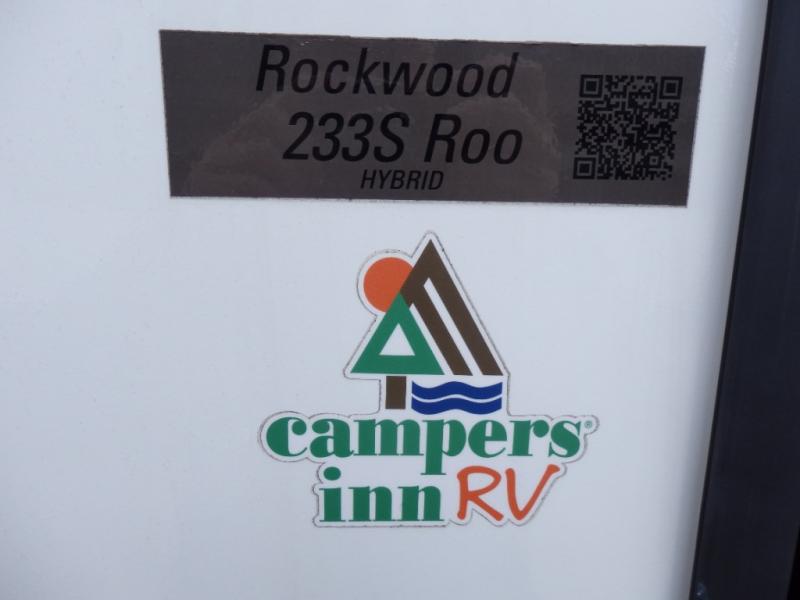 Rockwood
233S Roo
HYBRID
campers®
inn RV